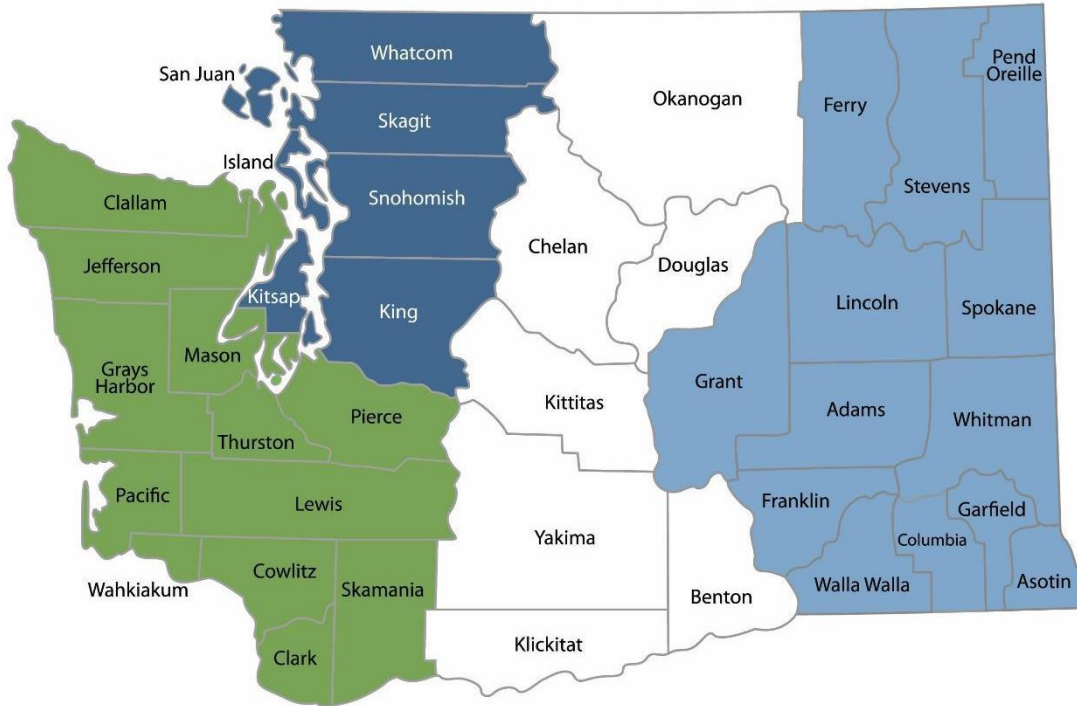 Whatcom
San Juan
Pend
Oreille
Okanogan
Ferry
Skagit
Island
Stevens
Clallam
Snohomish
Chelan
Douglas
Jefferson
Kitsap
Lincoln
Spokane
King
Mason
Grays
Harbor
Grant
Kittitas
Adams
Whitman
Pierce
Thurston
Pacific
Lewis
Franklin
Garfield
Yakima
Columbia
Cowlitz
Skamania
Wahkiakum
Walla Walla
Asotin
Benton
Klickitat
Clark